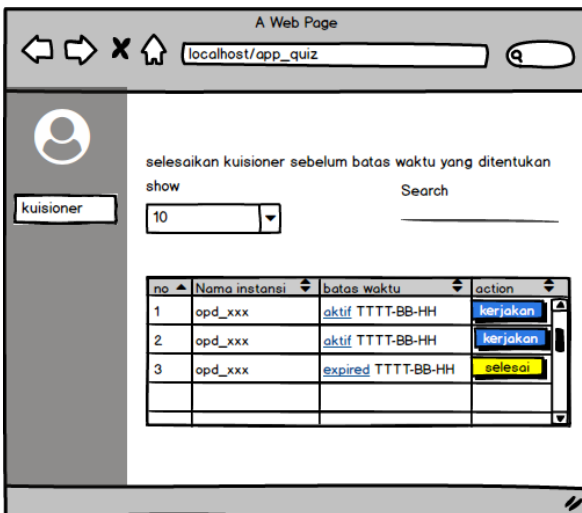 A Web Page
localhost/app_quiz
kuisioner
selesaikan kuisioner sebelum batas waktu yang ditentukan
show
Search
10
no Nama instansi batas waktu action
1 opd_xxx aktif TTTT-BB-HH kerjakan
2 opd_xxx aktif TTTT-BB-HH kerjakan
3 opd_xxx expired TTTT-BB-HH selesai